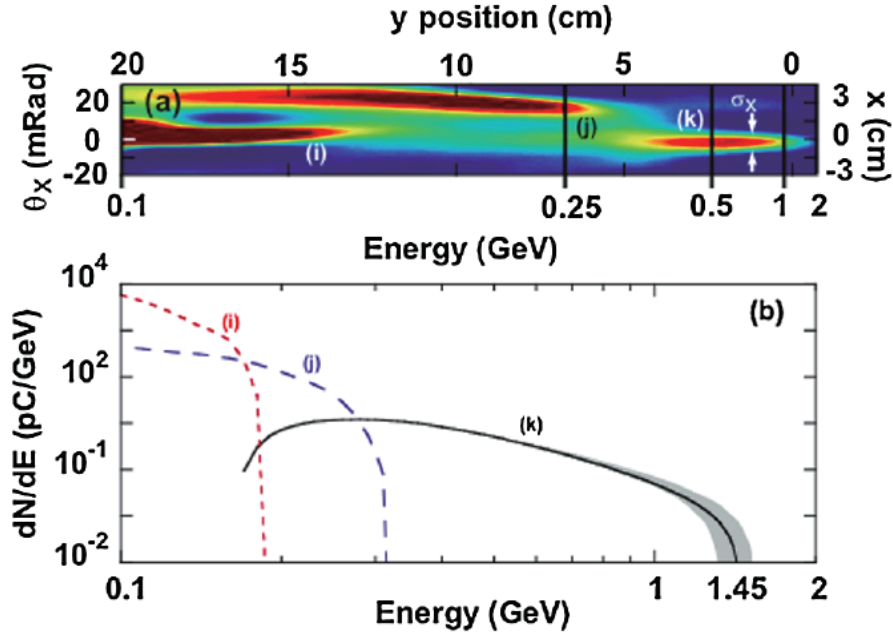 y position (cm)
20 15 10 5 0
θX (mRad)
20
0
-20
(a)
(i)
(j)
(k)
σX
3
0
-3
x (cm)
0.1 0.25 0.5 1 2
Energy (GeV)
dN/dE (pC/GeV)
10^4
10^2
10^-1
10^-2
(i)
(j)
(k)
(b)
0.1 1 1.45 2
Energy (GeV)